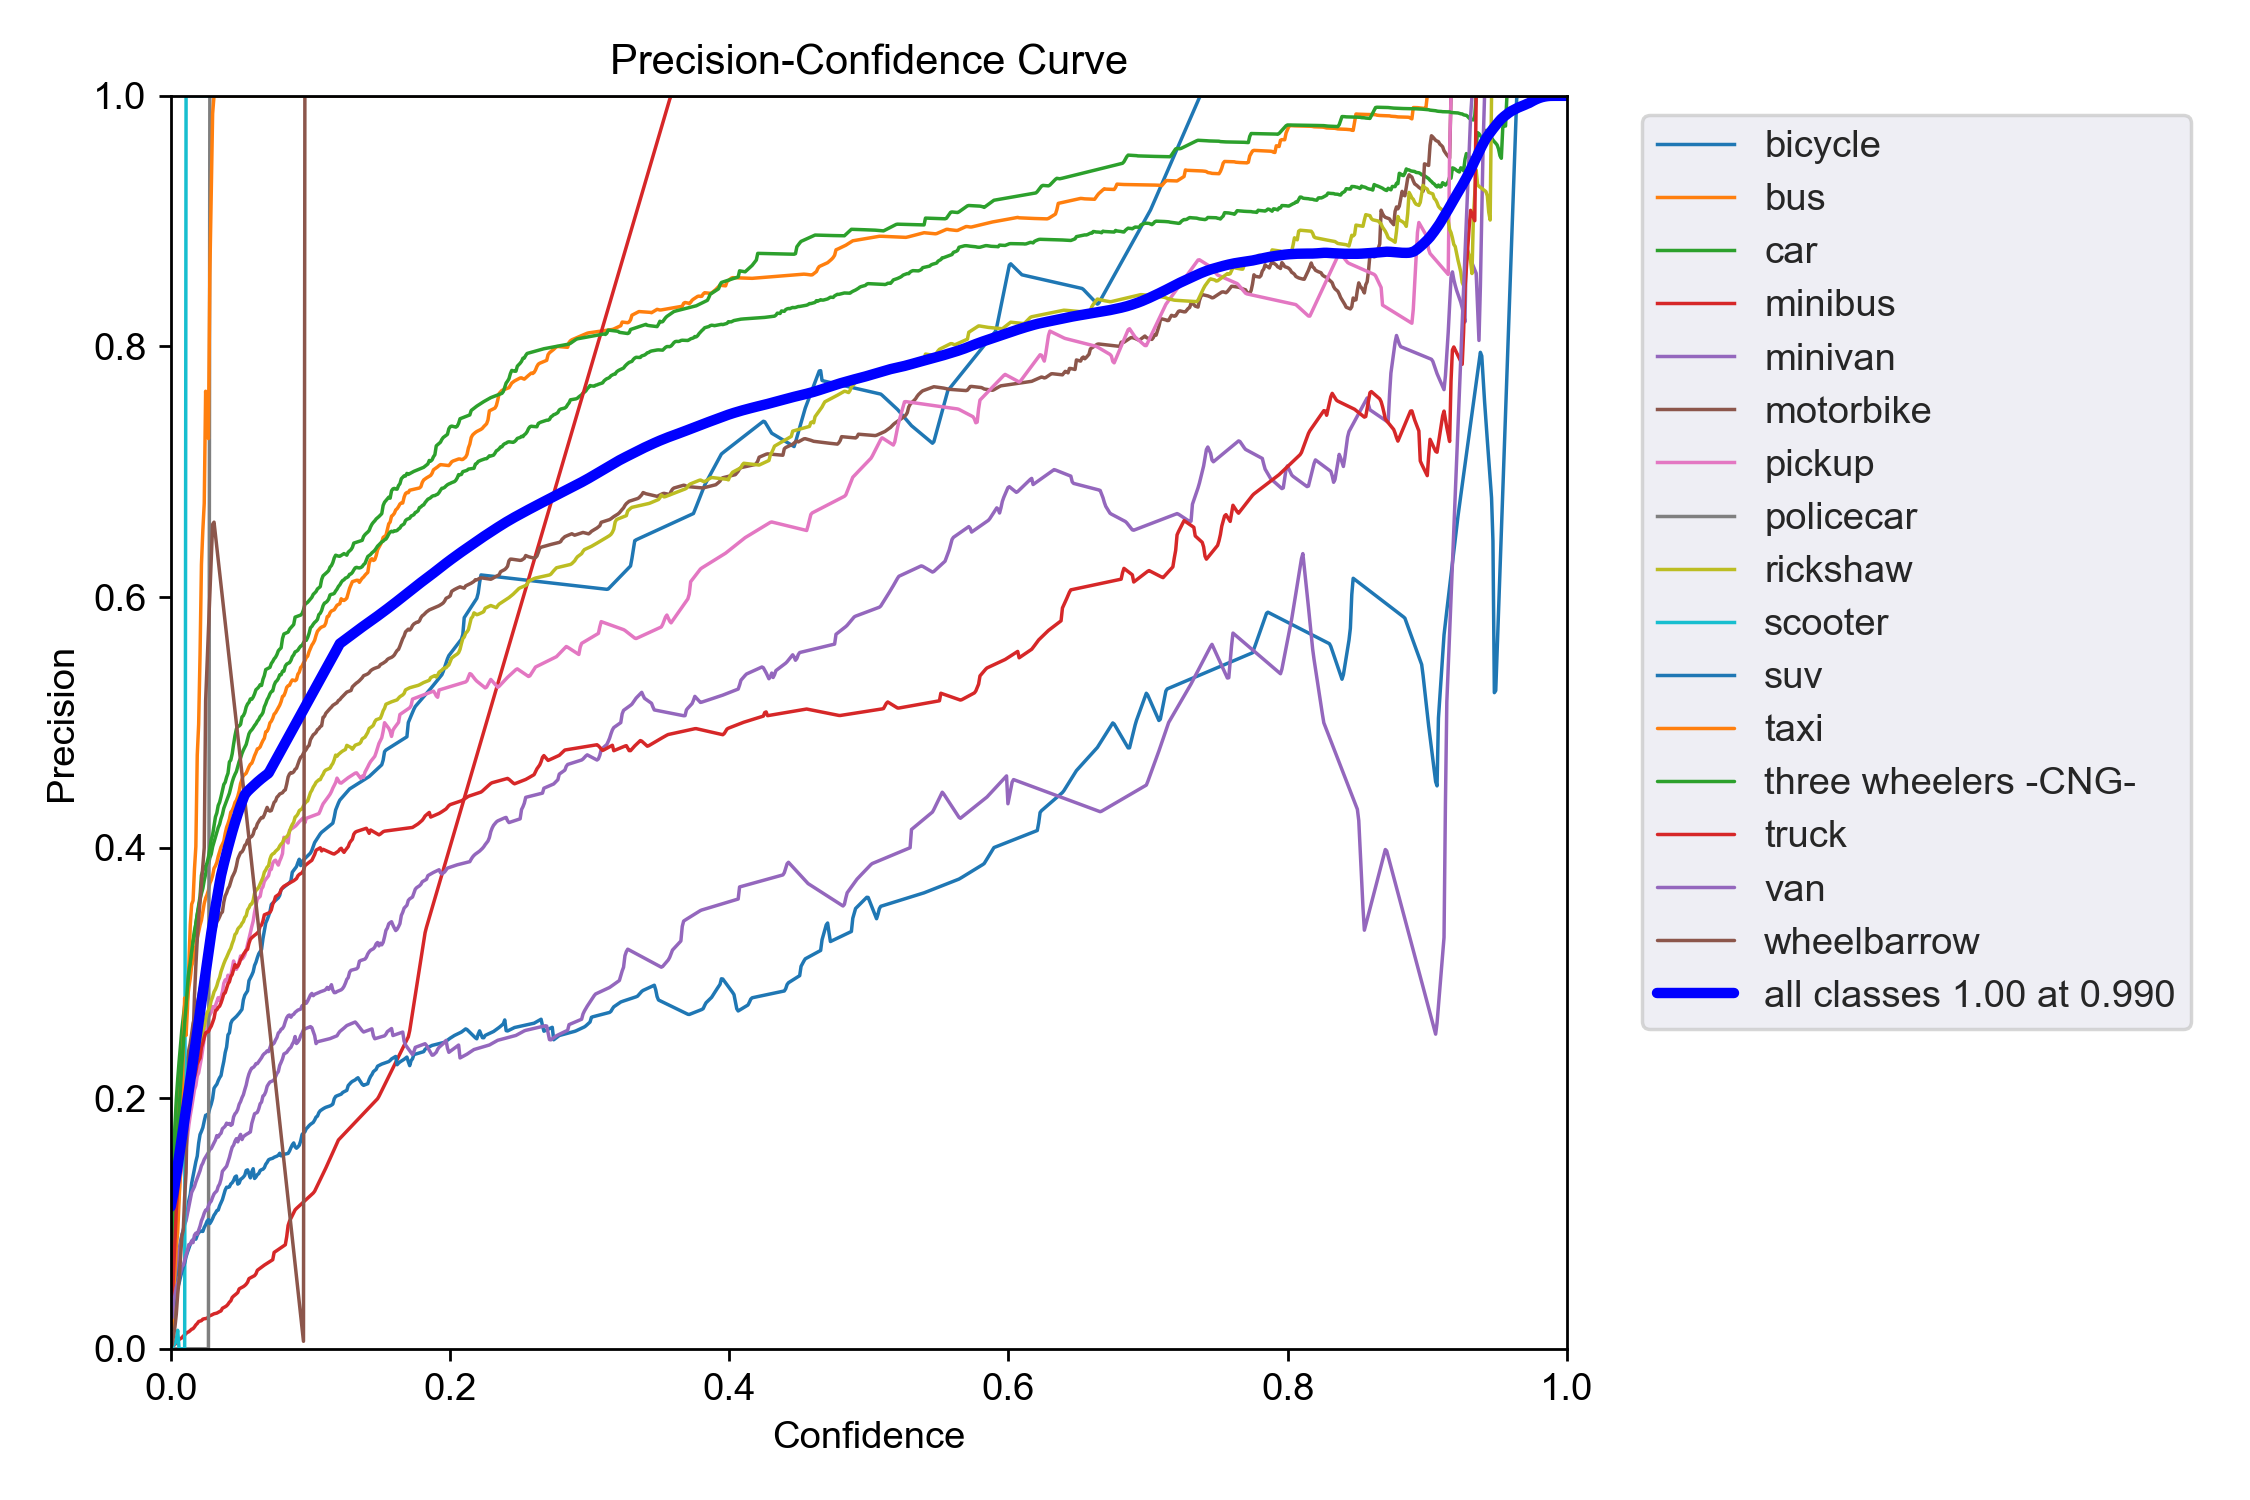 Precision-Confidence Curve
1.0
0.8
0.6
0.4
0.2
0.0
Precision
0.0 0.2 0.4 0.6 0.8 1.0
Confidence
bicycle
bus
car
minibus
minivan
motorbike
pickup
policecar
rickshaw
scooter
suv
taxi
three wheelers -CNG-
truck
van
wheelbarrow
all classes 1.00 at 0.990